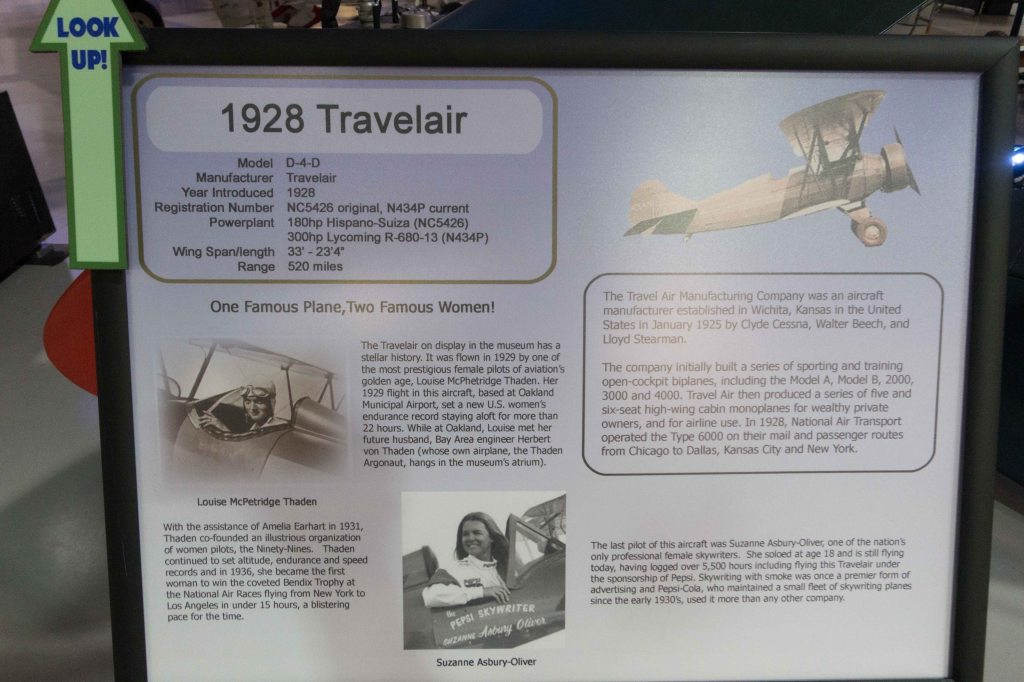 LOOK
UP!
1928 Travelair
Model D-4-D
Manufacturer Travelair
Year Introduced 1928
Registration Number NC5426 original, N434P current
Powerplant 180hp Hispano-Suiza (NC5426)
300hp Lycoming R-680-13 (N434P)
Wing Span/length 33' - 23'4"
Range 520 miles
One Famous Plane,Two Famous Women!
The Travelair on display in the museum has a
stellar history. It was flown in 1929 by one of
the most prestigious female pilots of aviation's
golden age, Louise McPhetridge Thaden. Her
1929 flight in this aircraft, based at Oakland
Municipal Airport, set a new U.S. women's
endurance record staying aloft for more than
22 hours. While at Oakland, Louise met her
future husband, Bay Area engineer Herbert
von Thaden (whose own airplane, the Thaden
Argonaut, hangs in the museum's atrium).
Louise McPetridge Thaden
With the assistance of Amelia Earhart in 1931,
Thaden co-founded an illustrious organization
of women pilots, the Ninety-Nines. Thaden
continued to set altitude, endurance and speed
records and in 1936, she became the first
woman to win the coveted Bendix Trophy at
the National Air Races flying from New York to
Los Angeles in under 15 hours, a blistering
pace for the time.
the
PEPSI SKYWRITER
SUZANNE Asbury Oliver
Suzanne Asbury-Oliver
The Travel Air Manufacturing Company was an aircraft
manufacturer established in Wichita, Kansas in the United
States in January 1925 by Clyde Cessna, Walter Beech, and
Lloyd Stearman.
The company initially built a series of sporting and training
open-cockpit biplanes, including the Model A, Model B, 2000,
3000 and 4000. Travel Air then produced a series of five and
six-seat high-wing cabin monoplanes for wealthy private
owners, and for airline use. In 1928, National Air Transport
operated the Type 6000 on their mail and passenger routes
from Chicago to Dallas, Kansas City and New York.
The last pilot of this aircraft was Suzanne Asbury-Oliver, one of the nation's
only professional female skywriters. She soloed at age 18 and is still flying
today, having logged over 5,500 hours including flying this Travelair under
the sponsorship of Pepsi. Skywriting with smoke was once a premier form of
advertising and Pepsi-Cola, who maintained a small fleet of skywriting planes
since the early 1930's, used it more than any other company.